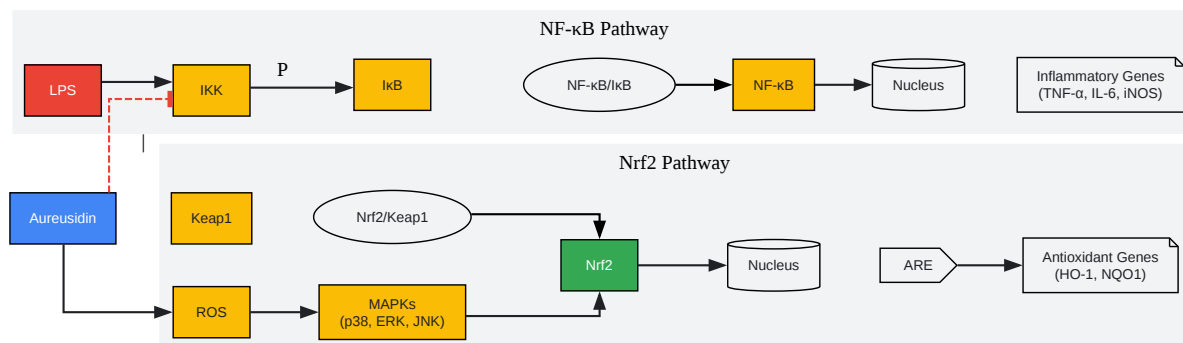 NF-κB Pathway
LPS
IKK
P
IκB
NF-κB/IκB
NF-κB
Nucleus
Inflammatory Genes
(TNF-α, IL-6, iNOS)
Nrf2 Pathway
Aureusidin
Keap1
Nrf2/Keap1
Nrf2
Nucleus
ARE
Antioxidant Genes
(HO-1, NQO1)
ROS
MAPKs
(p38, ERK, JNK)